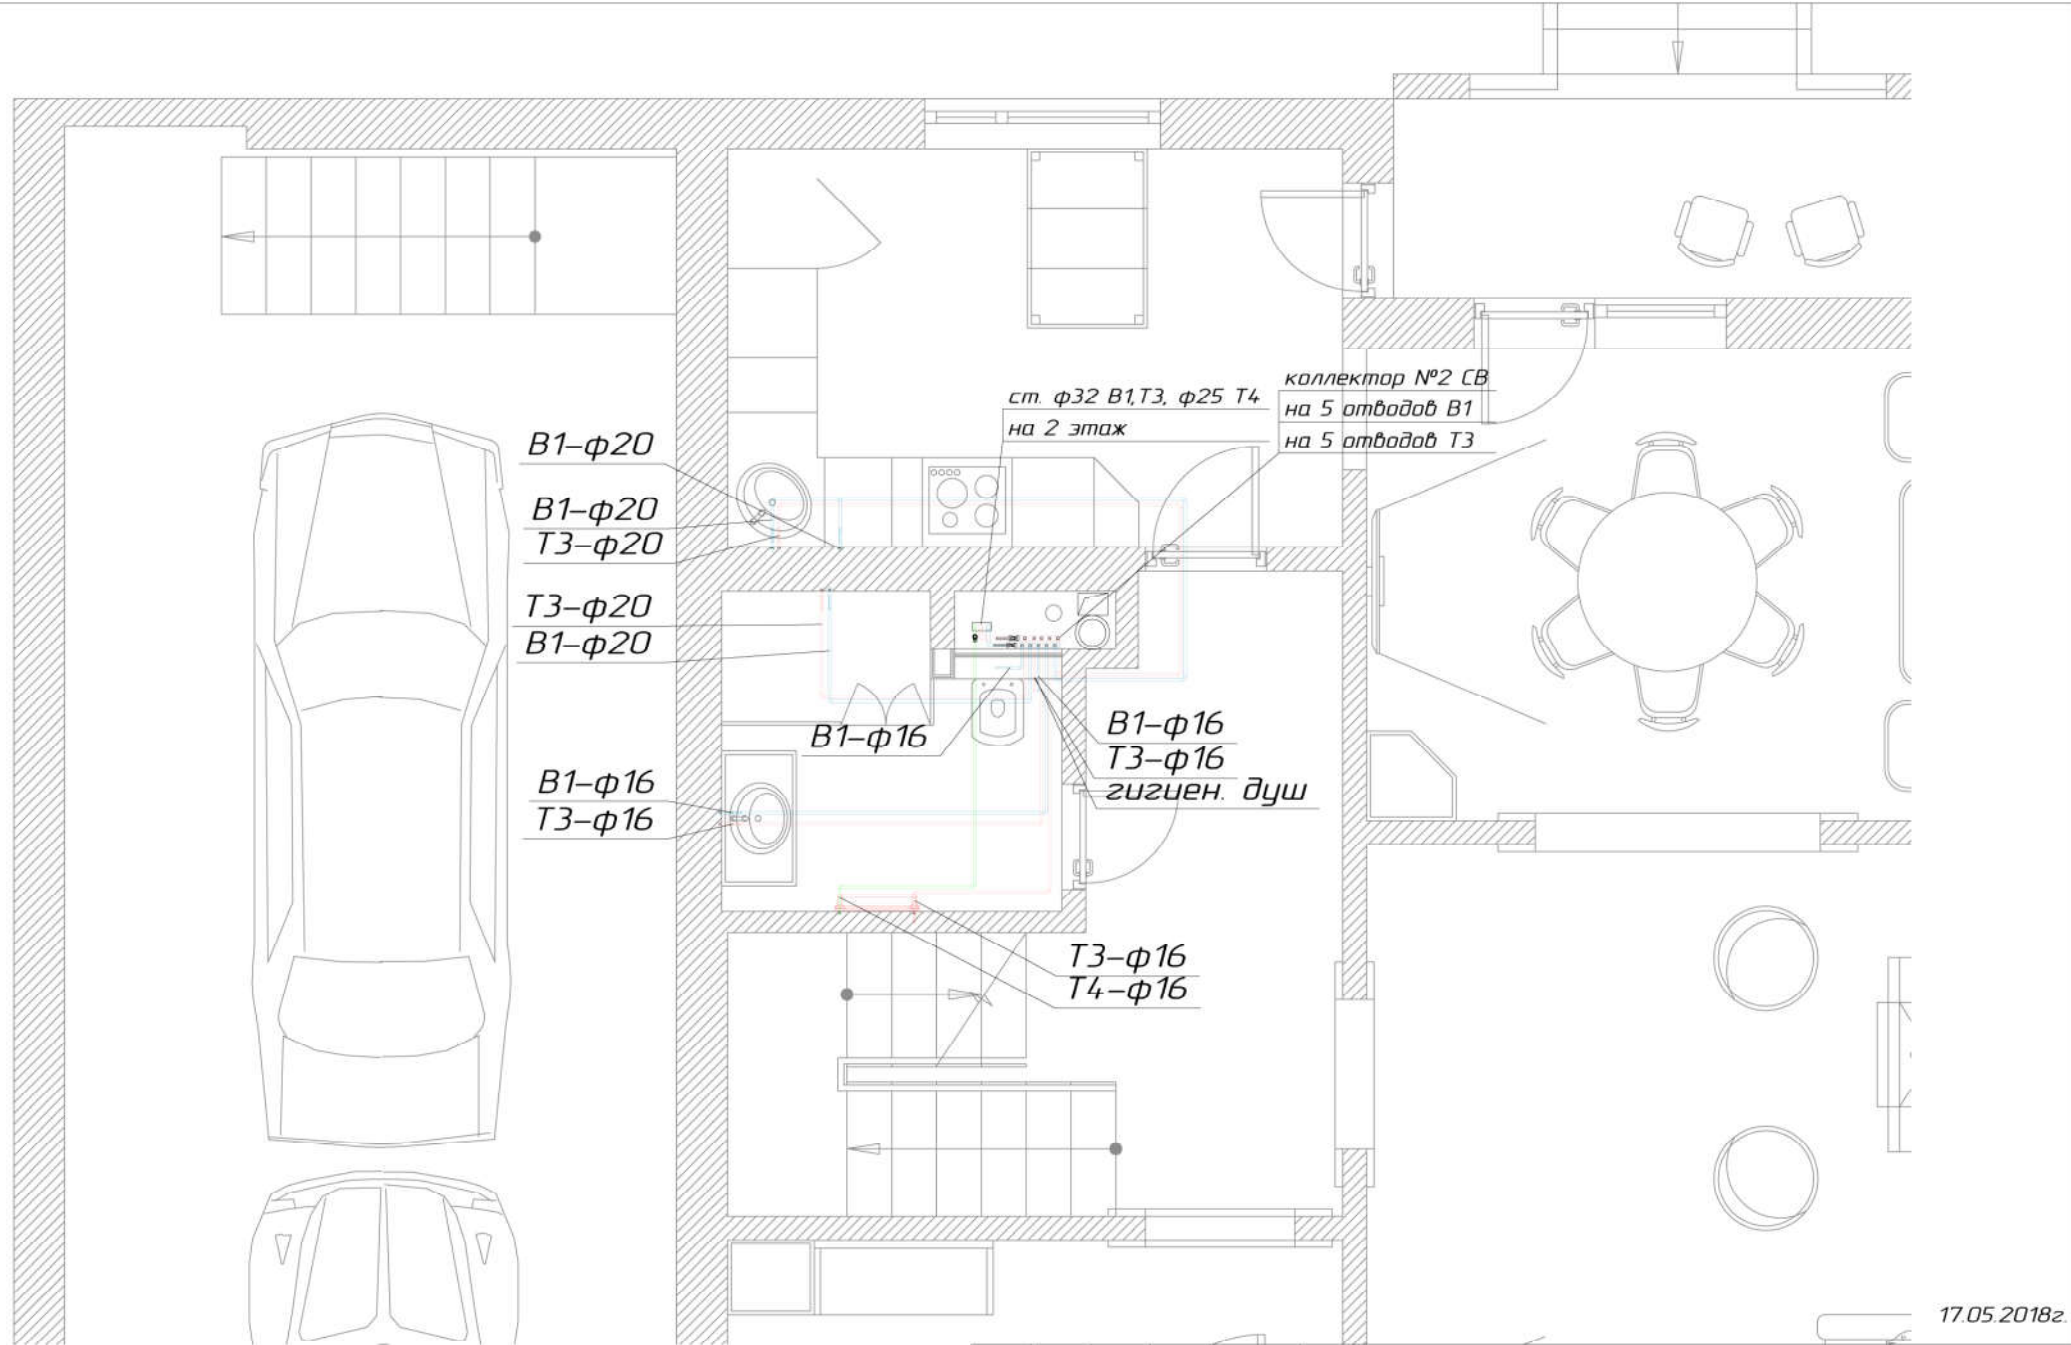 ст. ф32 В1,Т3, ф25 Т4
на 2 этаж
коллектор №2 СВ
на 5 отводов В1
на 5 отводов Т3
В1-ф20
В1-ф20
Т3-ф20
Т3-ф20
В1-ф20
В1-ф16
В1-ф16
Т3-ф16
гигиен. душ
В1-ф16
Т3-ф16
Т3-ф16
Т4-ф16
17.05.2018г.